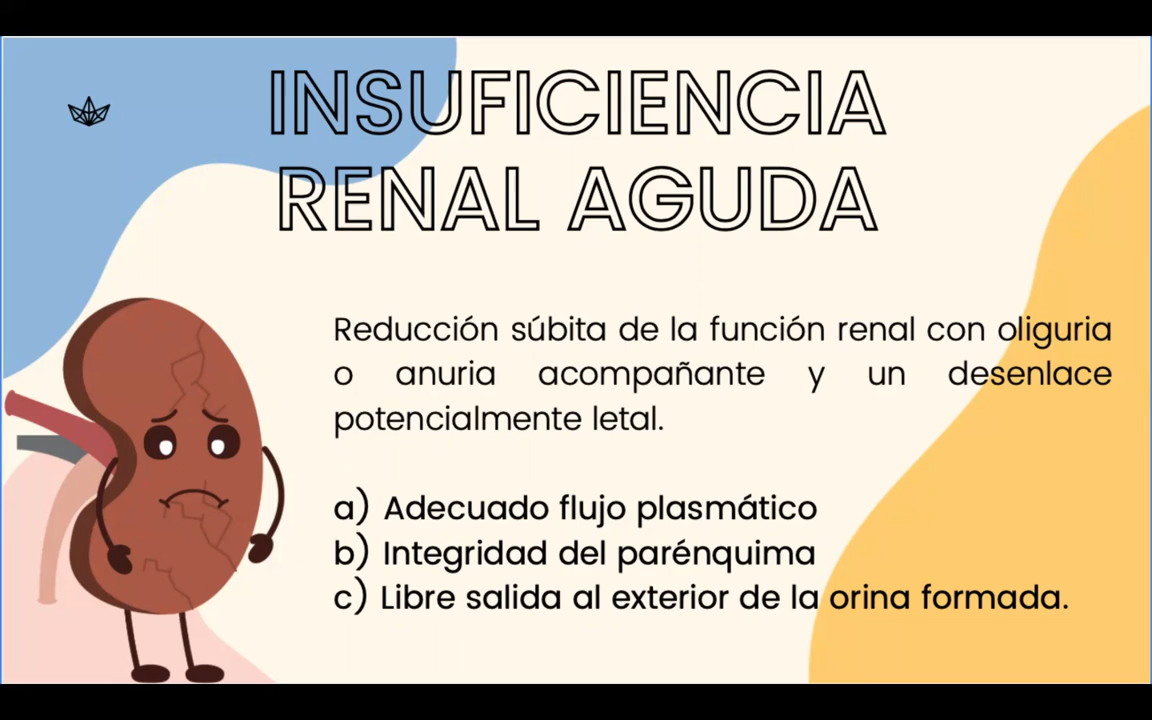 INSUFICIENCIA
RENAL AGUDA
Reducción súbita de la función renal con oliguria
o anuria acompañante y un desenlace
potencialmente letal.
a) Adecuado flujo plasmático
b) Integridad del parénquima
c) Libre salida al exterior de la orina formada.